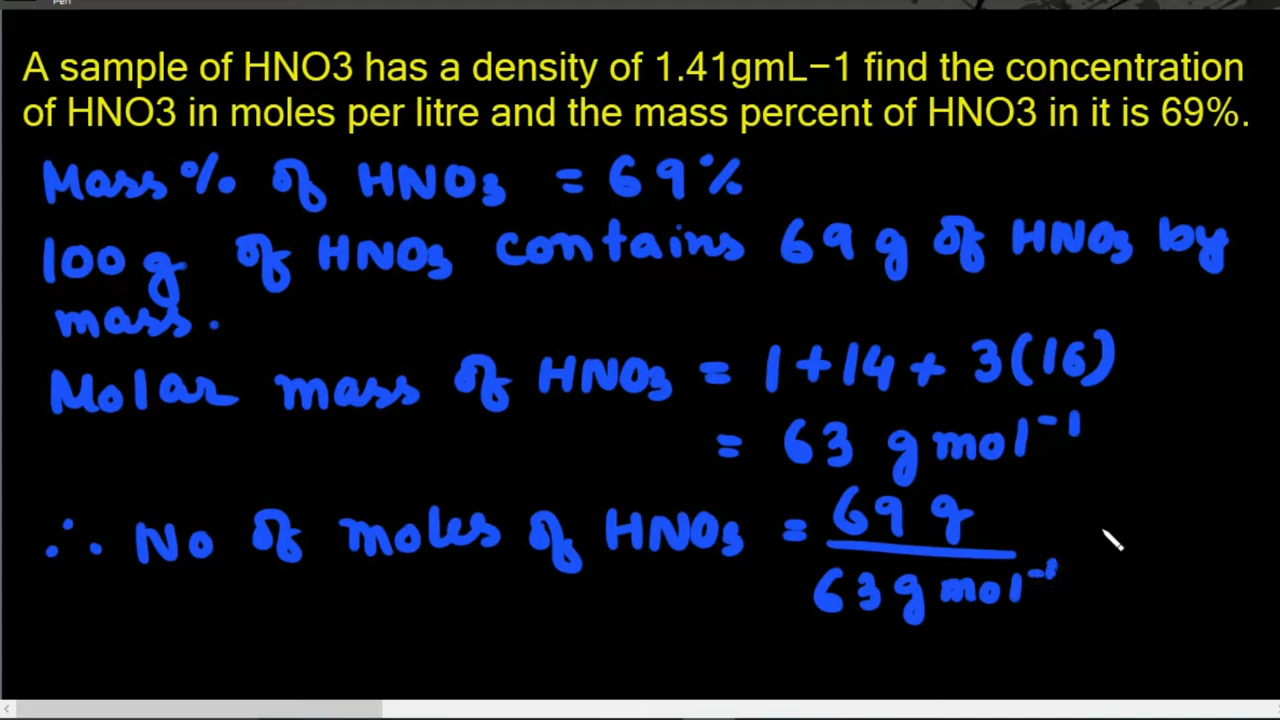 Pen
A sample of HNO3 has a density of 1.41gmL−1 find the concentration
of HNO3 in moles per litre and the mass percent of HNO3 in it is 69%.
Mass % of HNO3 = 69%
100 g of HNO3 contains 69 g of HNO3 by
mass.
Molar mass of HNO3 = 1 + 14 + 3(16)
= 63 g mol⁻¹
∴ No of moles of HNO3 = 69 g
63 g mol⁻¹